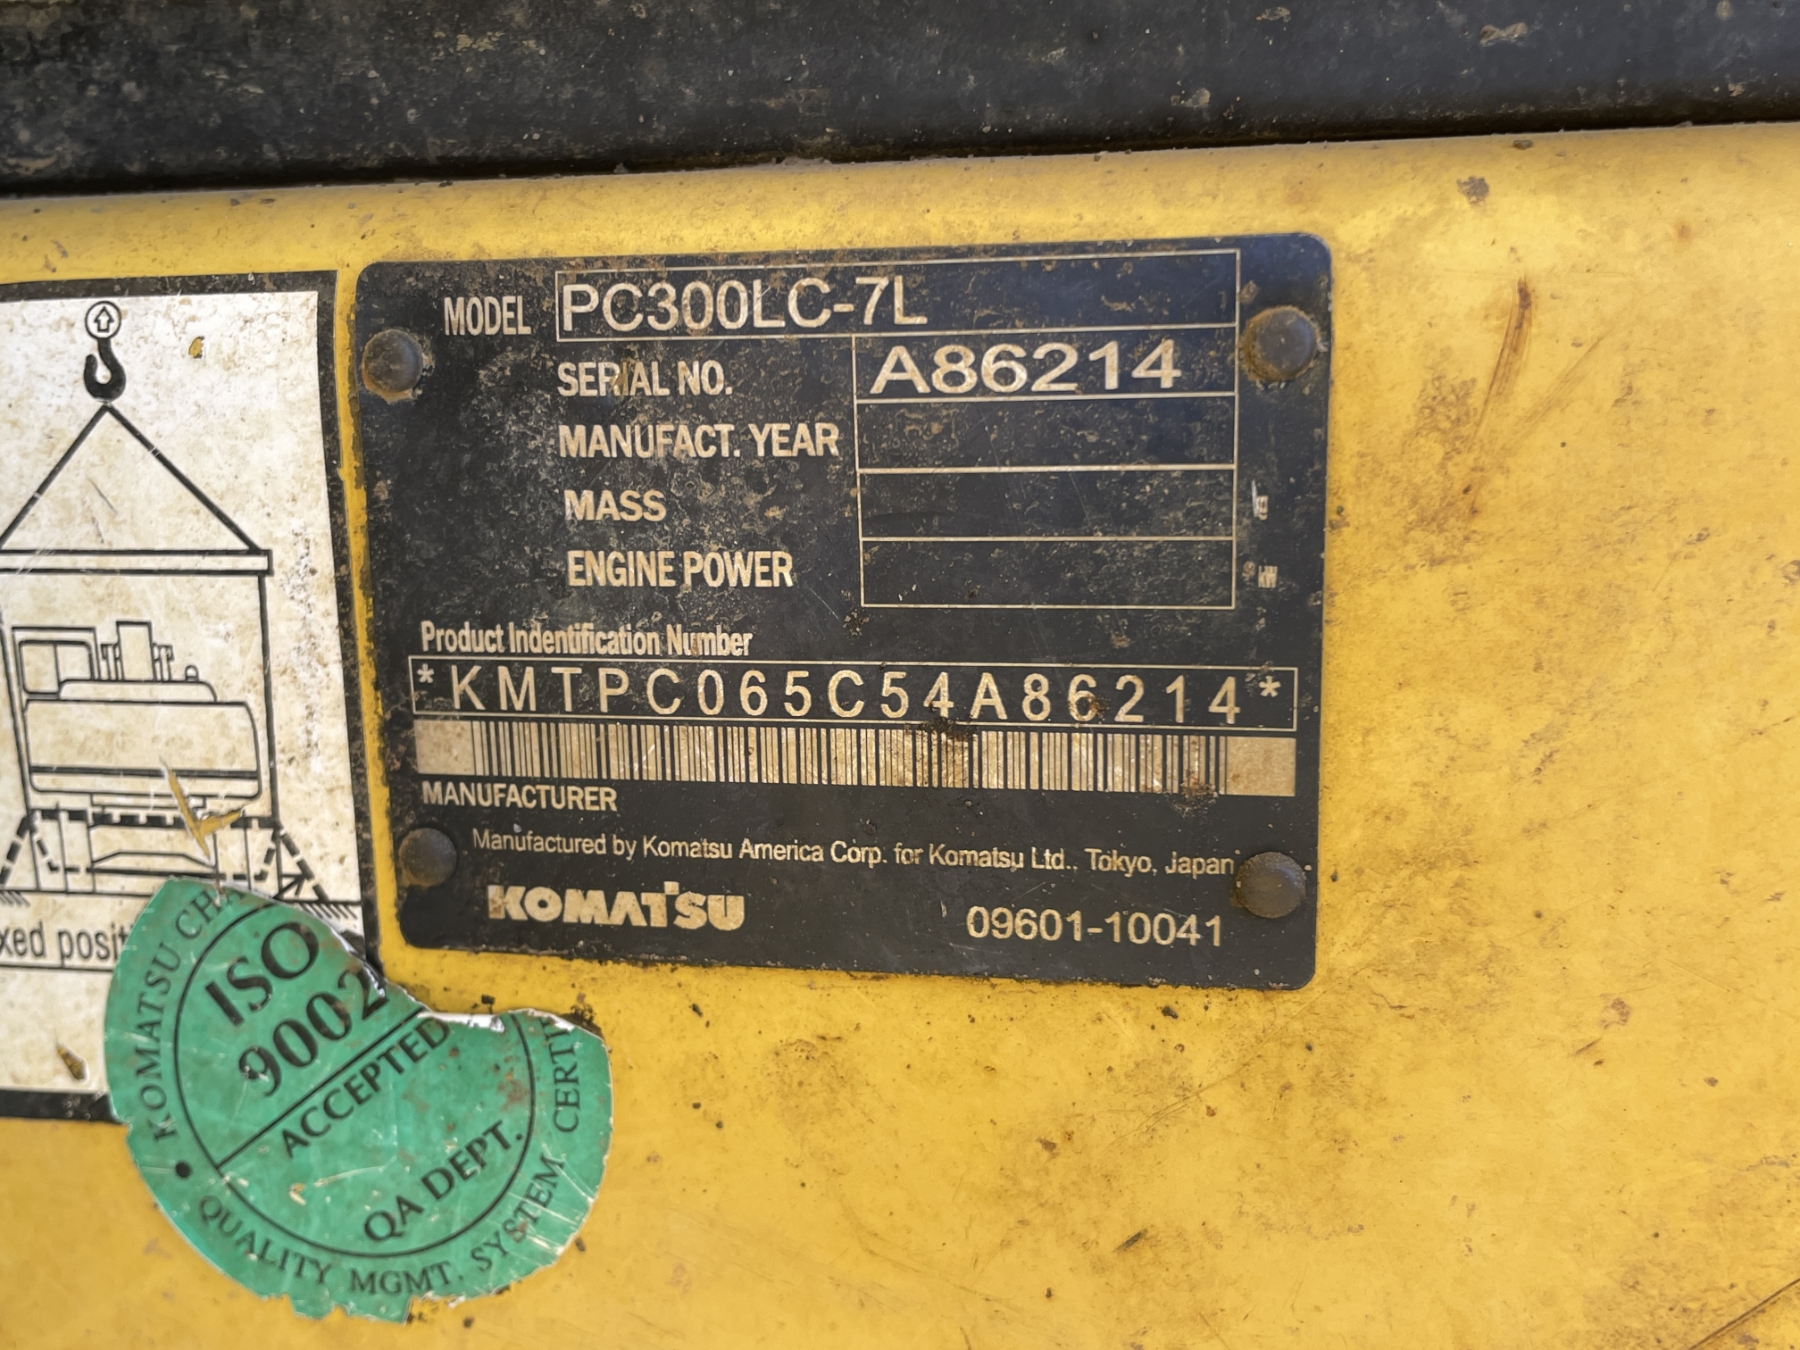 MODEL PC300LC-7L
SERIAL NO. A86214
MANUFACT. YEAR
MASS kg
ENGINE POWER kW
Product Indentification Number
*KMTPC065C54A86214*
MANUFACTURER
Manufactured by Komatsu America Corp. for Komatsu Ltd., Tokyo, Japan
KOMATSU
09601-10041
xed posit
KOMATSU CHA
ISO
9002
ACCEPTED
QA DEPT.
QUALITY MGMT. SYSTEM CERTI